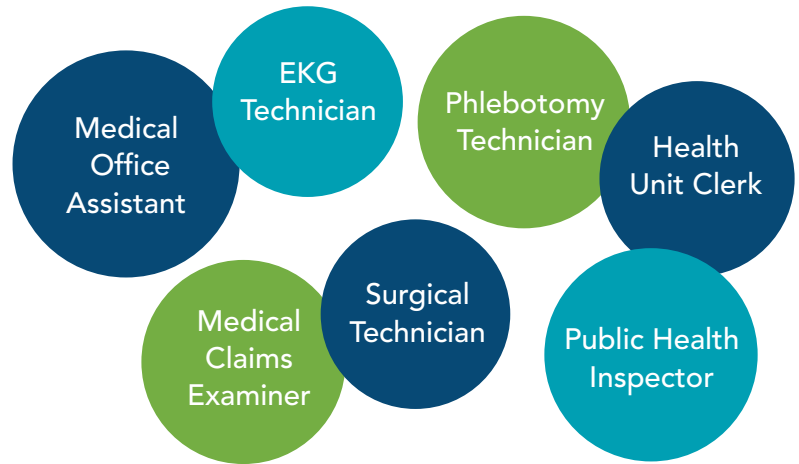 Medical
Office
Assistant
EKG
Technician
Phlebotomy
Technician
Health
Unit Clerk
Medical
Claims
Examiner
Surgical
Technician
Public Health
Inspector